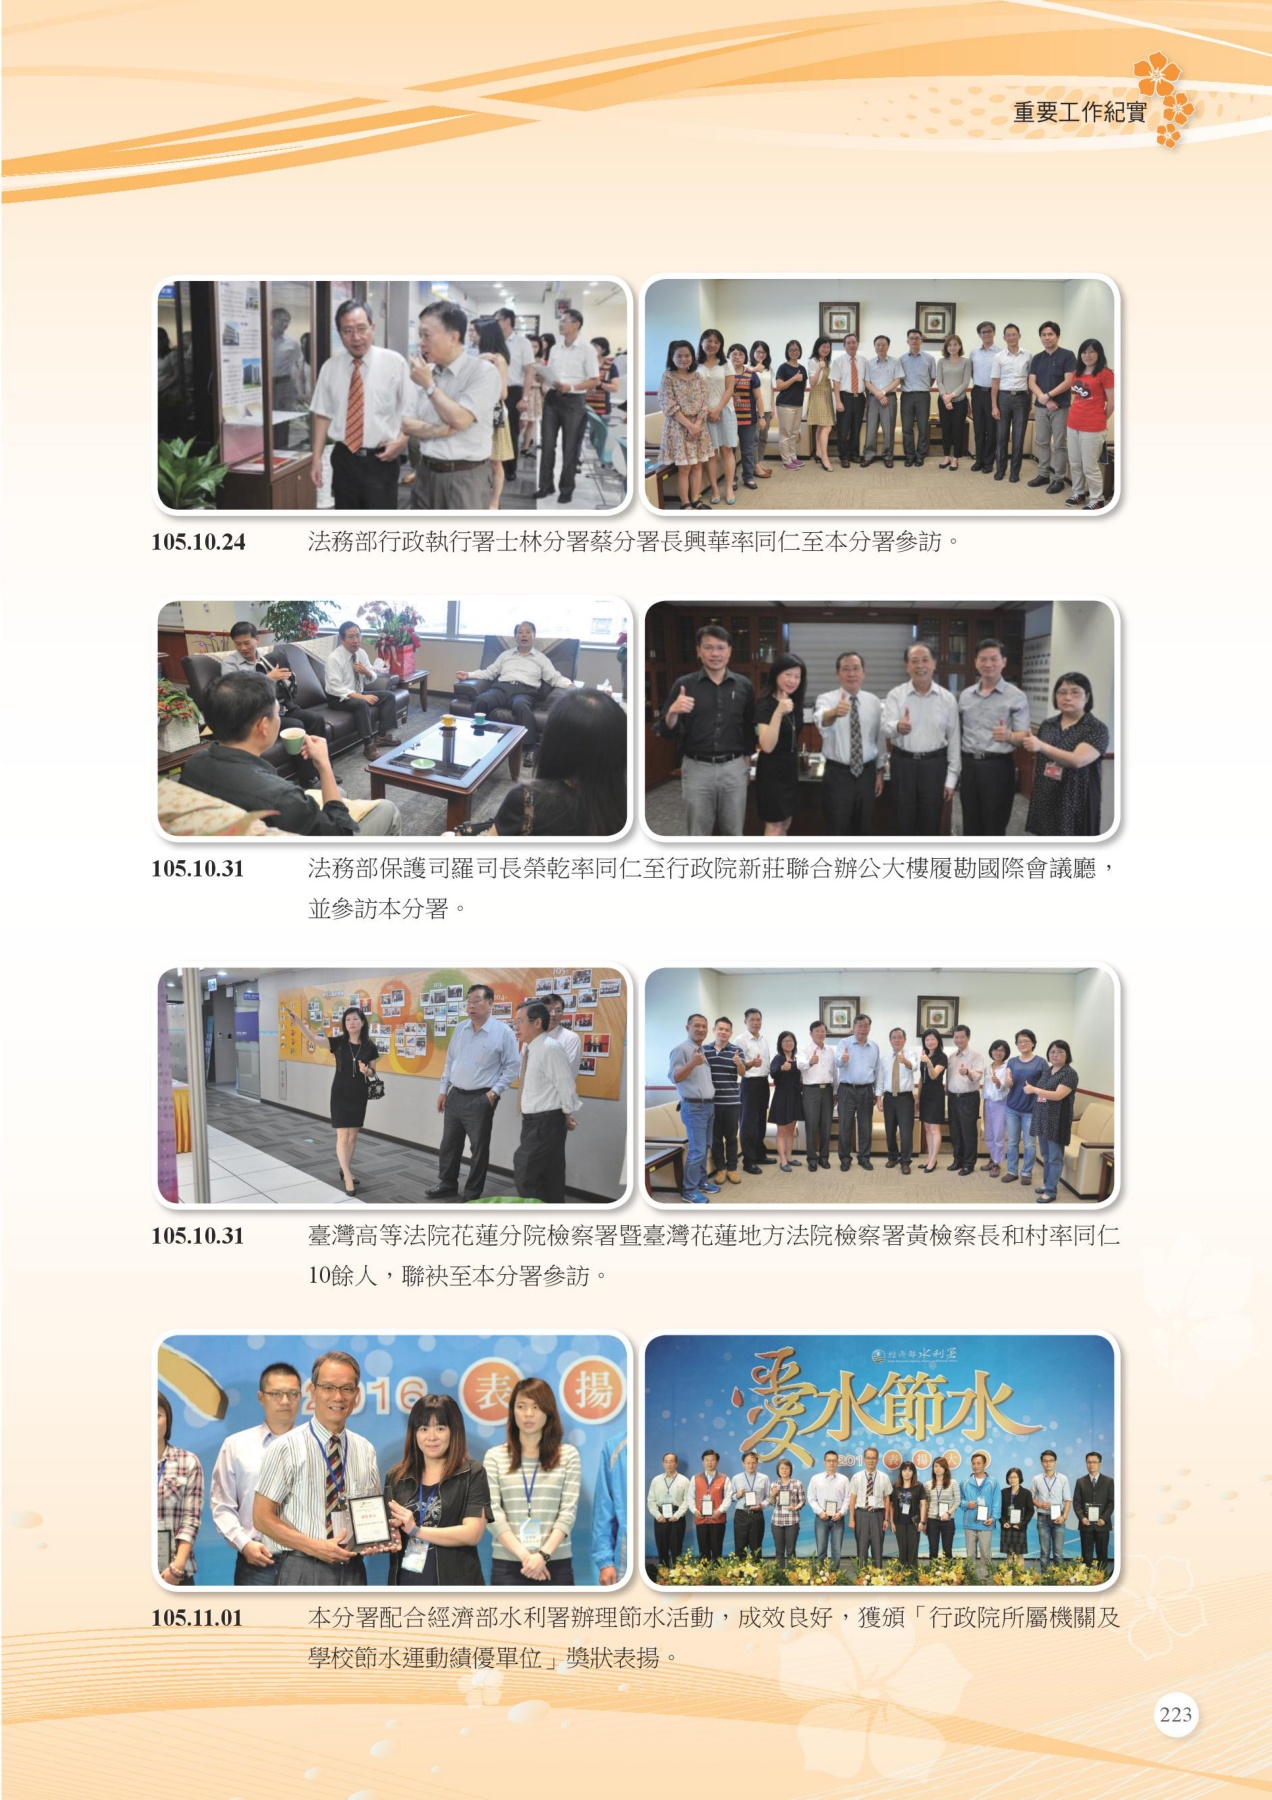 重要工作紀實
105.10.24 法務部行政執行署士林分署蔡分署長興華率同仁至本分署參訪。
105.10.31 法務部保護司羅司長榮乾率同仁至行政院新莊聯合辦公大樓履勘國際會議廳，
並參訪本分署。
105.10.31 臺灣高等法院花蓮分院檢察署暨臺灣花蓮地方法院檢察署黃檢察長和村率同仁
10餘人，聯袂至本分署參訪。
2016 表揚
經濟部水利署
愛水節水
105.11.01 本分署配合經濟部水利署辦理節水活動，成效良好，獲頒「行政院所屬機關及
學校節水運動績優單位」獎狀表揚。
223